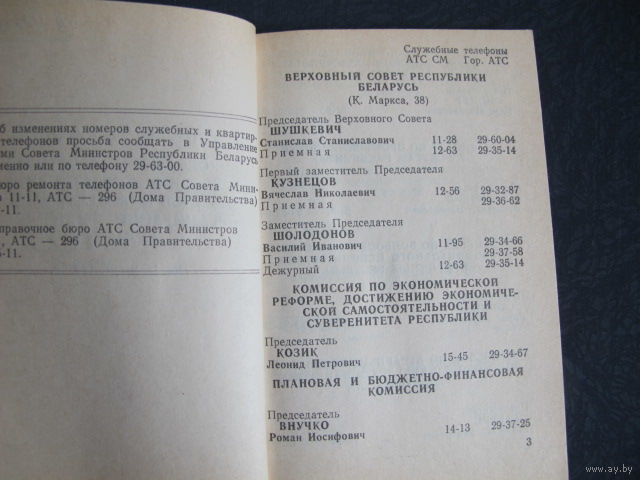 б изменениях номеров служебных и квартир-
телефонов просьба сообщать в Управление
ми Совета Министров Республики Беларусь
менно или по телефону 29-63-00.
юро ремонта телефонов АТС Совета Мини-
11-11, АТС — 296 (Дома Правительства)
-11.
правочное бюро АТС Совета Министров
, АТС — 296 (Дома Правительства)
-11.
Служебные телефоны
АТС СМ Гор. АТС
ВЕРХОВНЫЙ СОВЕТ РЕСПУБЛИКИ
БЕЛАРУСЬ
(К. Маркса, 38)
Председатель Верховного Совета
ШУШКЕВИЧ
Станислав Станиславович 11-28 29-60-04
Приемная 12-63 29-35-14
Первый заместитель Председателя
КУЗНЕЦОВ
Вячеслав Николаевич 12-56 29-32-87
Приемная 29-36-62
Заместитель Председателя
ШОЛОДОНОВ
Василий Иванович 11-95 29-34-66
Приемная 29-37-58
Дежурный 12-63 29-35-14
КОМИССИЯ ПО ЭКОНОМИЧЕСКОЙ
РЕФОРМЕ, ДОСТИЖЕНИЮ ЭКОНОМИЧЕ-
СКОЙ САМОСТОЯТЕЛЬНОСТИ И
СУВЕРЕНИТЕТА РЕСПУБЛИКИ
Председатель
КОЗИК
Леонид Петрович 15-45 29-34-67
ПЛАНОВАЯ И БЮДЖЕТНО-ФИНАНСОВАЯ
КОМИССИЯ
Председатель
ВНУЧКО
Роман Иосифович 14-13 29-37-25
3
www.ay.by